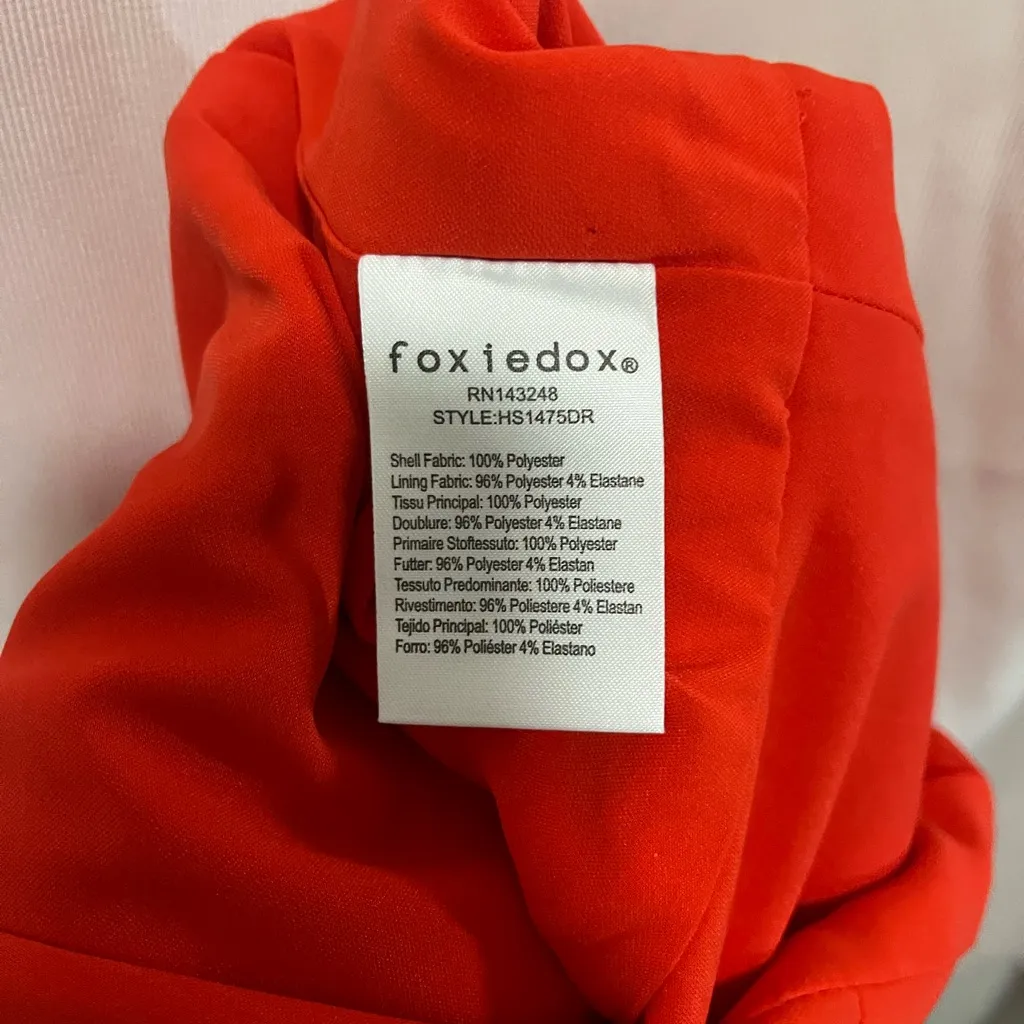 foxiedox®
RN143248
STYLE:HS1475DR
Shell Fabric: 100% Polyester
Lining Fabric: 96% Polyester 4% Elastane
Tissu Principal: 100% Polyester
Doublure: 96% Polyester 4% Elastane
Primaire Stoftessuto: 100% Polyester
Futter: 96% Polyester 4% Elastan
Tessuto Predominante: 100% Poliestere
Rivestimento: 96% Poliestere 4% Elastan
Tejido Principal: 100% Poliéster
Forro: 96% Poliéster 4% Elastano